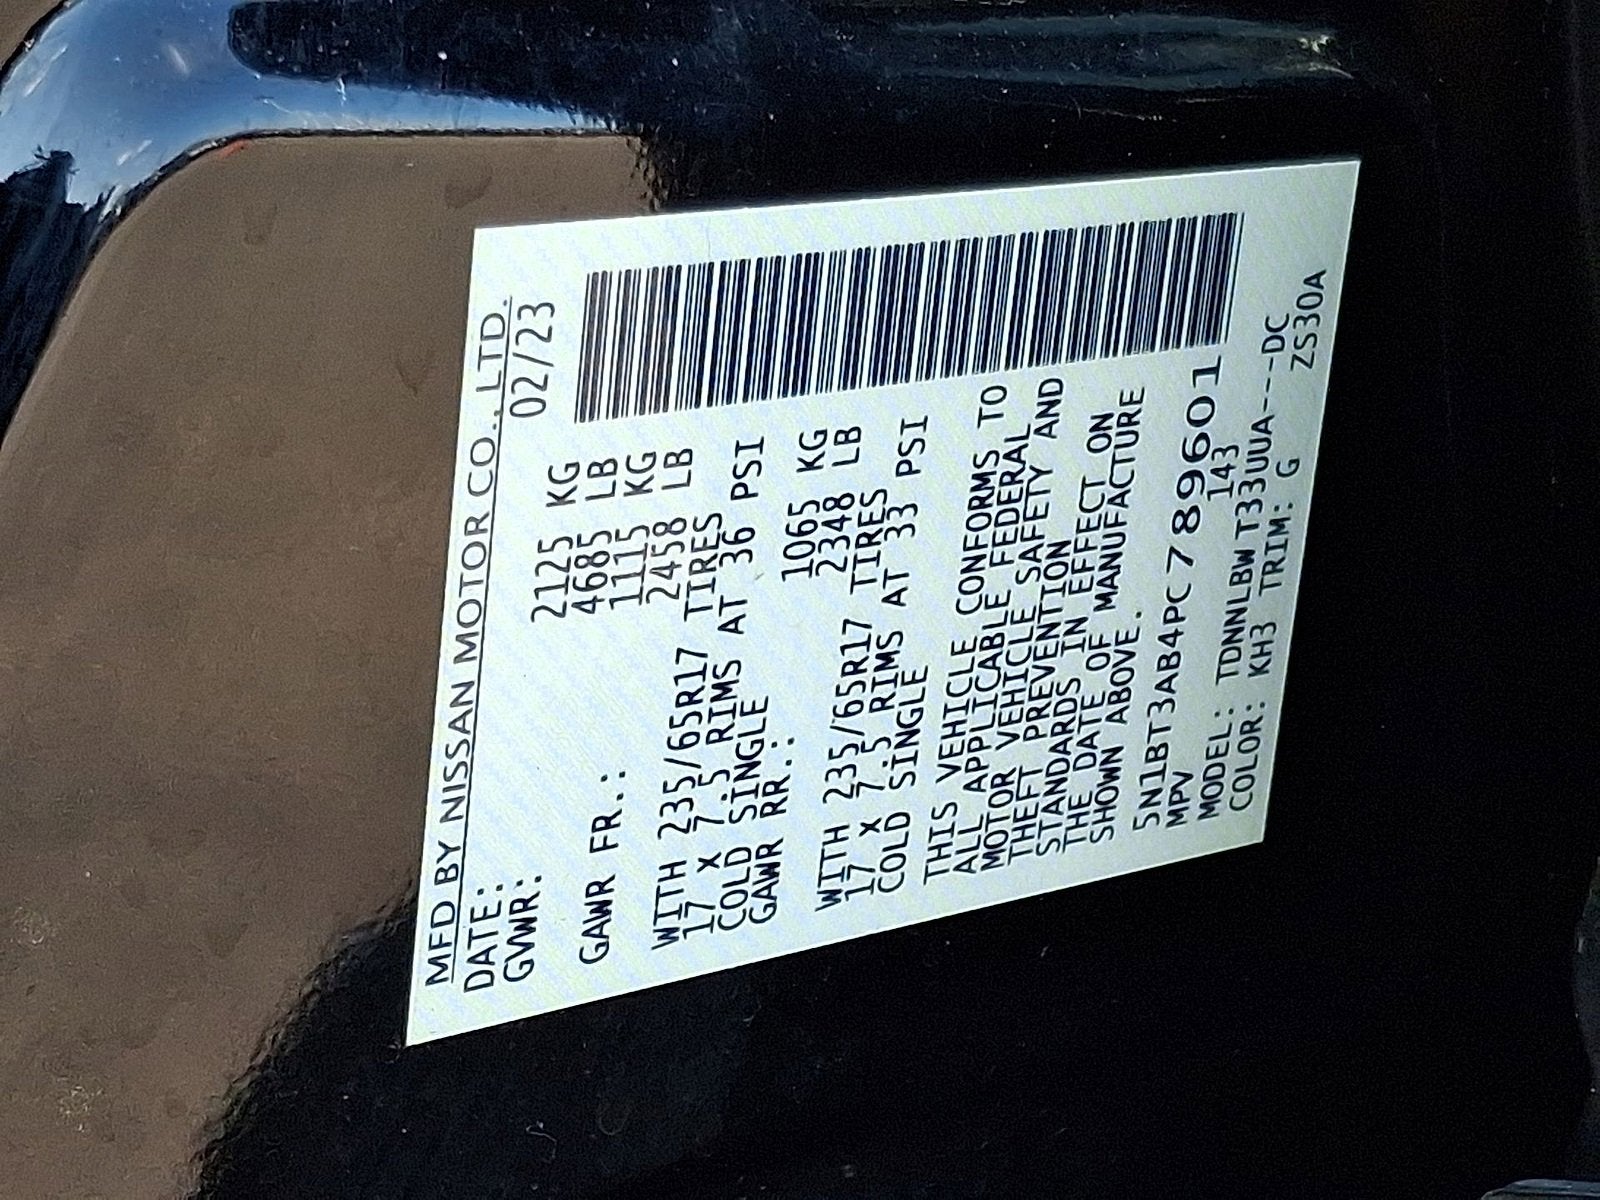 MFD BY NISSAN MOTOR CO., LTD.
DATE: 02/23
GVWR: 2125 KG
4685 LB
GAWR FR.: 1115 KG
2458 LB
WITH 235/65R17 TIRES
17 X 7.5 RIMS AT 36 PSI
COLD SINGLE
GAWR RR.: 1065 KG
2348 LB
WITH 235/65R17 TIRES
17 X 7.5 RIMS AT 33 PSI
COLD SINGLE
THIS VEHICLE CONFORMS TO
ALL APPLICABLE FEDERAL
MOTOR VEHICLE SAFETY AND
THEFT PREVENTION
STANDARDS IN EFFECT ON
THE DATE OF MANUFACTURE
SHOWN ABOVE.
5N1BT3AB4PC789601
MPV 143
MODEL: TDNNLBW T33UUA---DC
COLOR: KH3 TRIM: G ZS30A